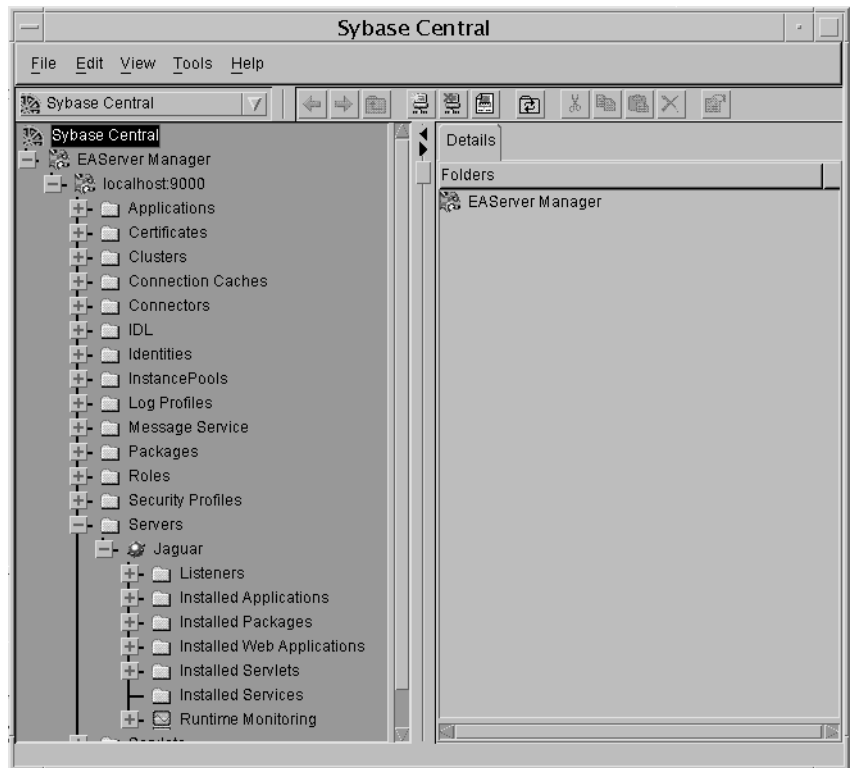 Sybase Central
File Edit View Tools Help
Sybase Central
Sybase Central
EAServer Manager
localhost:9000
Applications
Certificates
Clusters
Connection Caches
Connectors
IDL
Identities
InstancePools
Log Profiles
Message Service
Packages
Roles
Security Profiles
Servers
Jaguar
Listeners
Installed Applications
Installed Packages
Installed Web Applications
Installed Servlets
Installed Services
Runtime Monitoring
Details
Folders
EAServer Manager